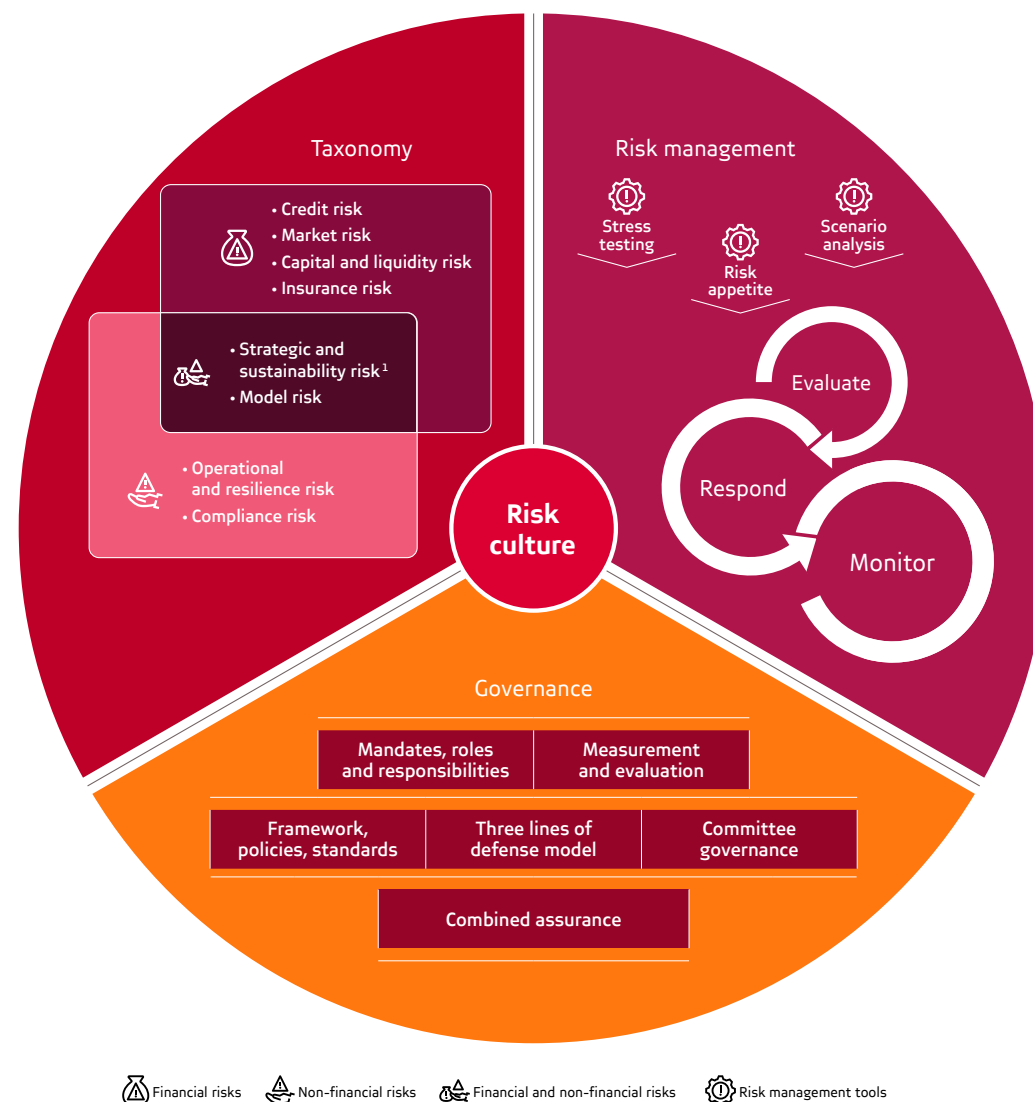 Taxonomy
• Credit risk
• Market risk
• Capital and liquidity risk
• Insurance risk
• Strategic and
sustainability risk¹
• Model risk
• Operational
and resilience risk
• Compliance risk
Risk management
Stress
testing
Risk
appetite
Scenario
analysis
Evaluate
Respond
Monitor
Risk
culture
Governance
Mandates, roles
and responsibilities
Measurement
and evaluation
Framework,
policies, standards
Three lines of
defense model
Committee
governance
Combined assurance
Financial risks
Non-financial risks
Financial and non-financial risks
Risk management tools